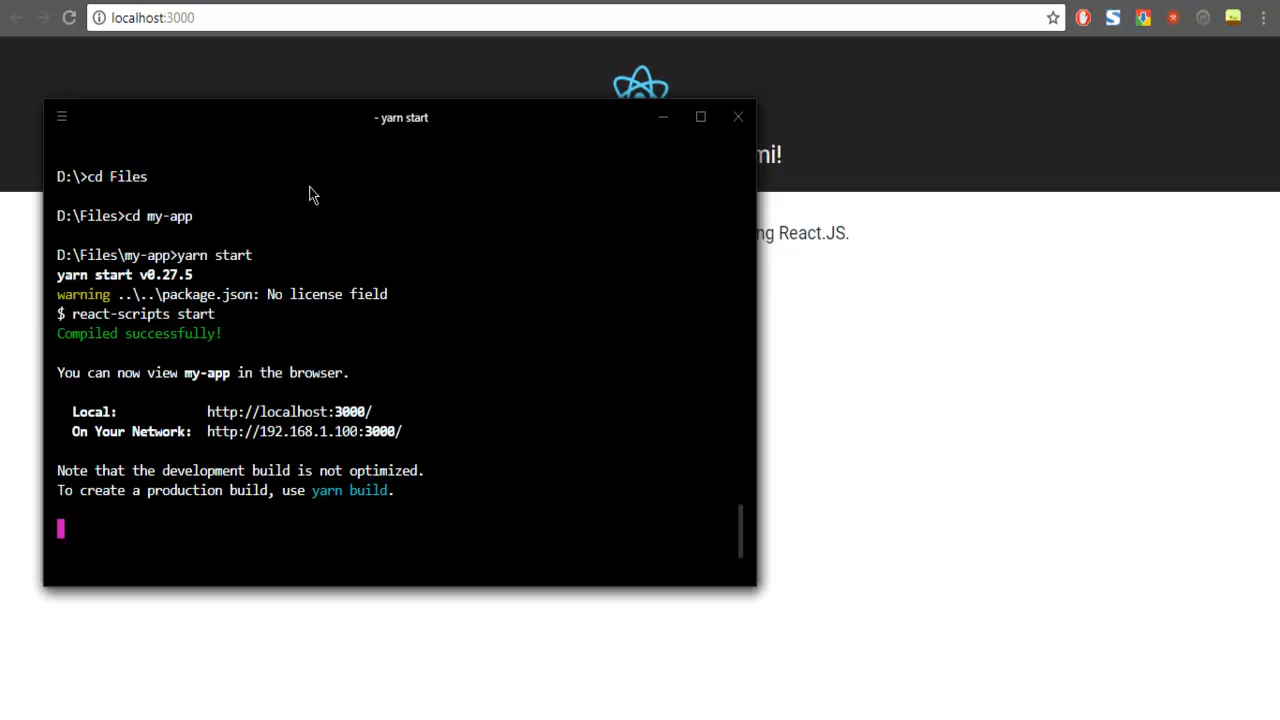 localhost:3000
- yarn start
mi!
ng React.JS.
D:\>cd Files
D:\Files>cd my-app
D:\Files\my-app>yarn start
yarn start v0.27.5
warning ..\..\package.json: No license field
$ react-scripts start
Compiled successfully!
You can now view my-app in the browser.
Local: http://localhost:3000/
On Your Network: http://192.168.1.100:3000/
Note that the development build is not optimized.
To create a production build, use yarn build.